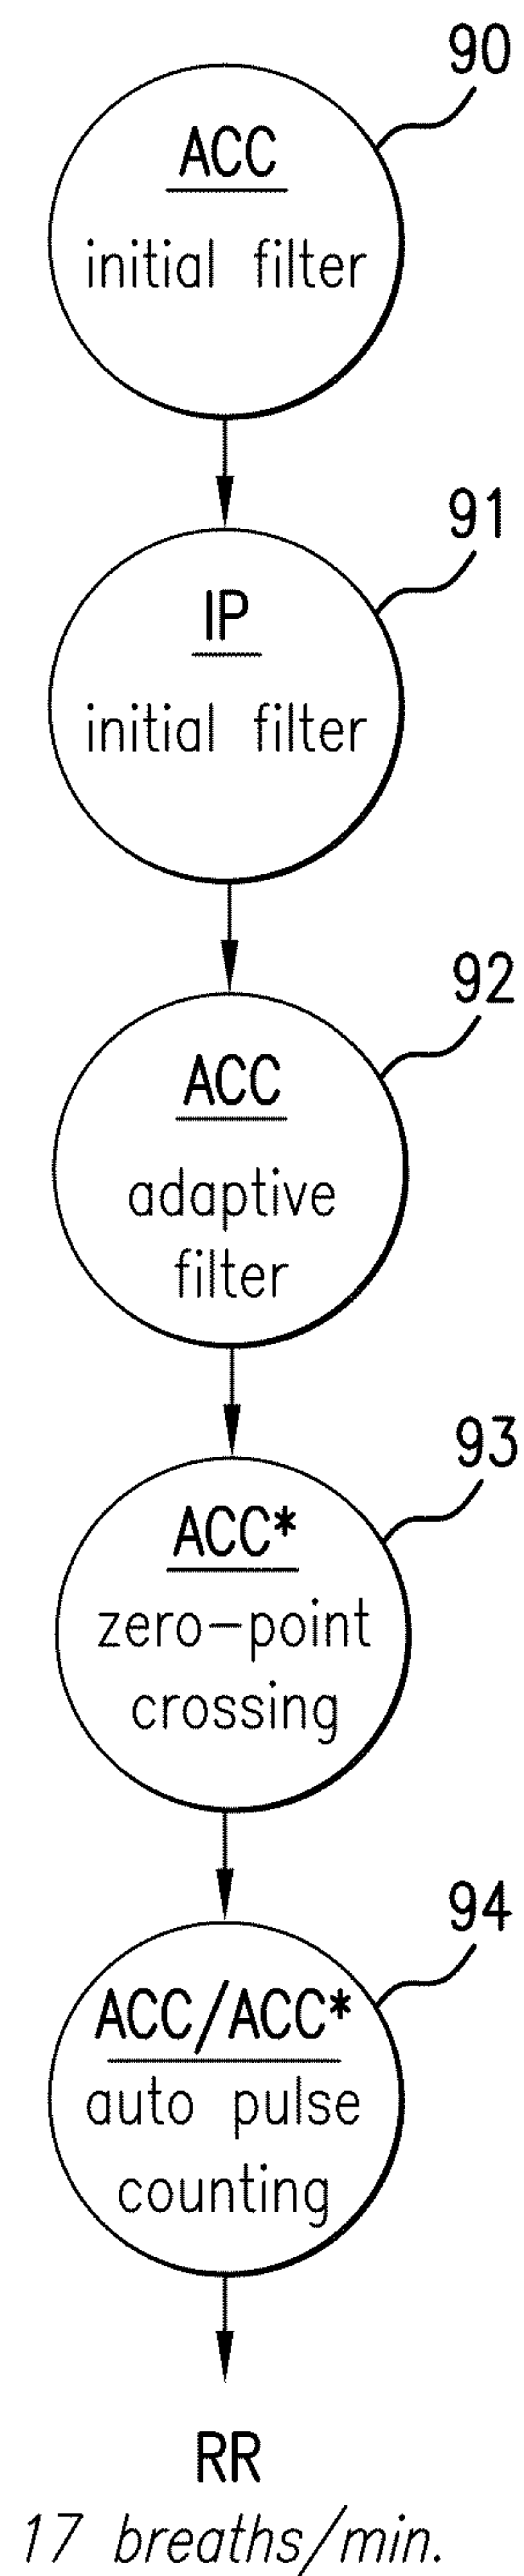 90
ACC
initial filter
91
IP
initial filter
92
ACC
adaptive
filter
93
ACC*
zero-point
crossing
94
ACC/ACC*
auto pulse
counting
RR
17 breaths/min.